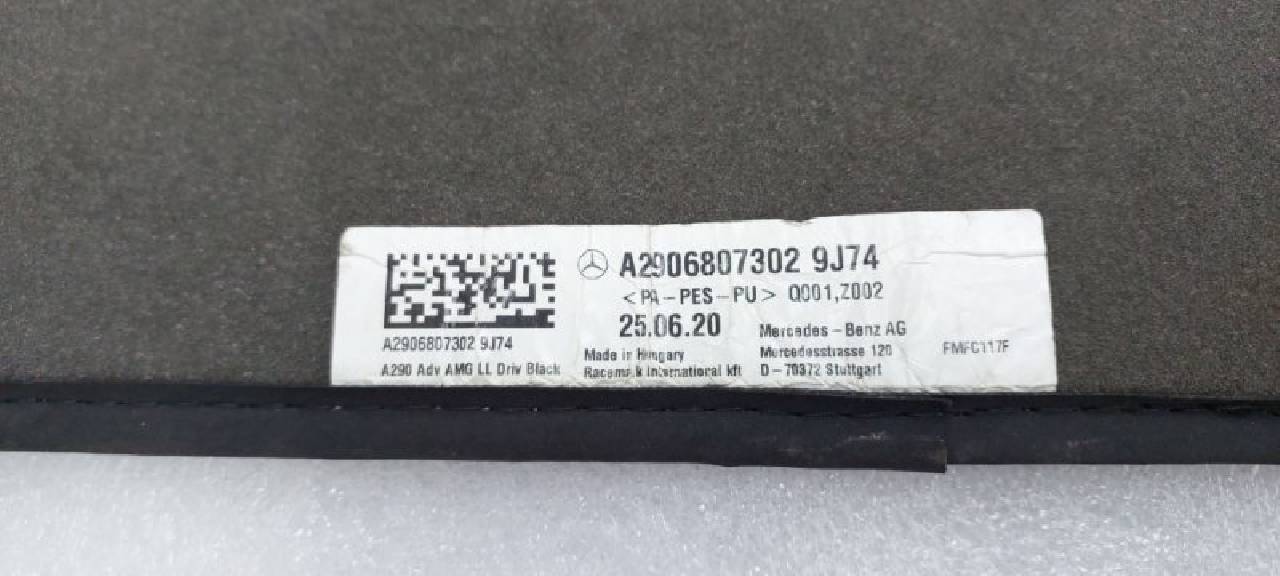 A2906807302 9J74
<PA-PES-PU> Q001,Z002
25.06.20
Mercedes-Benz AG
Made in Hungary
Mercedesstrasse 120
Racemark International kft
D-70372 Stuttgart
FMFC117F
A2906807302 9J74
A290 Adv AMG LL Driv Black